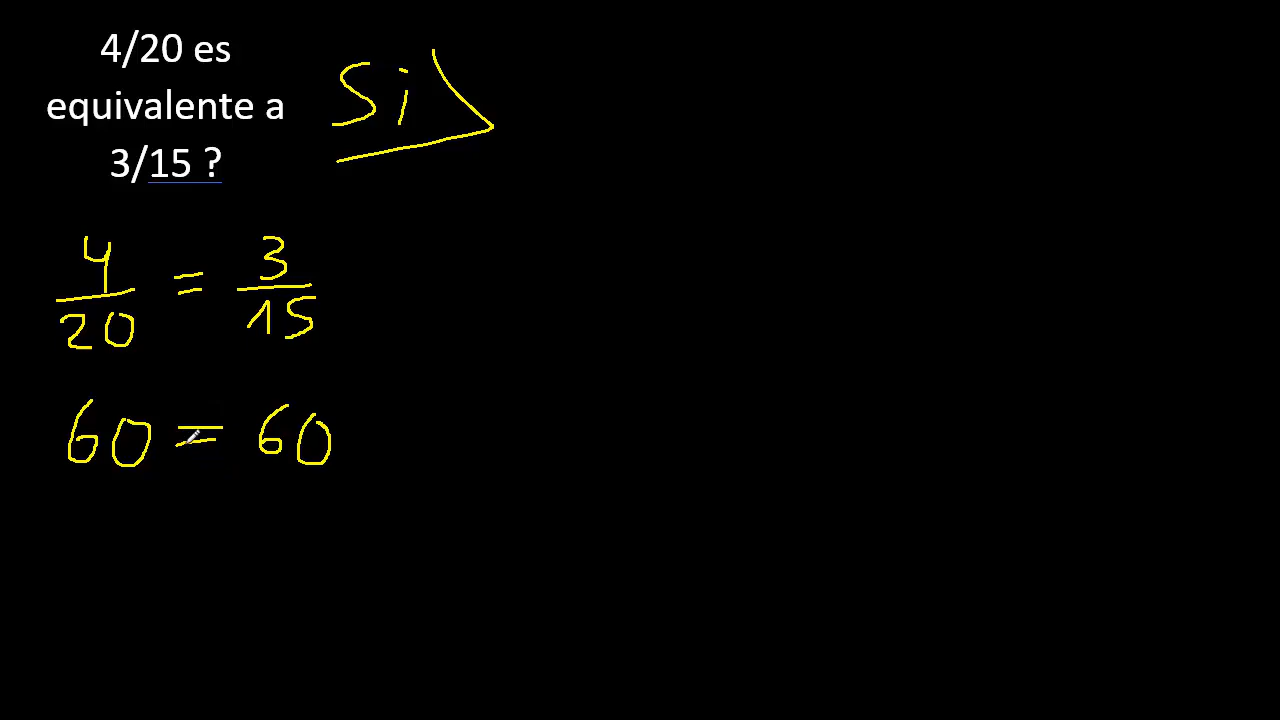 4/20 es
equivalente a
3/15 ?
Si
4/20 = 3/15
60 = 60